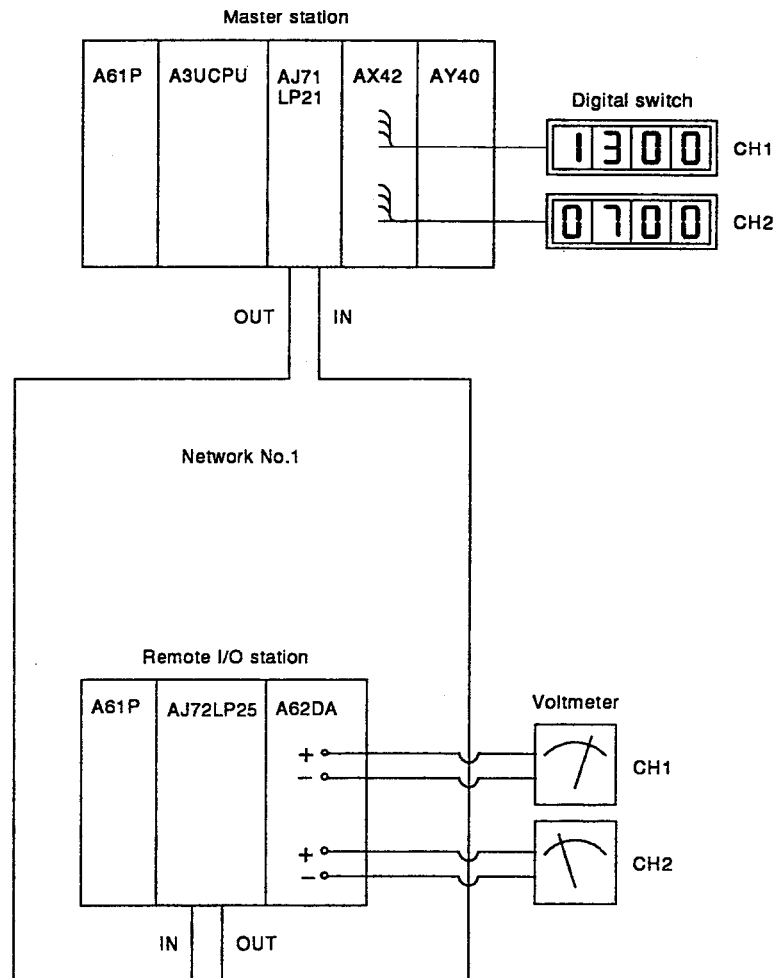 Master station
A61P
A3UCPU
AJ71
LP21
AX42
AY40
Digital switch
1300
CH1
0700
CH2
OUT
IN
Network No.1
Remote I/O station
A61P
AJ72LP25
A62DA
Voltmeter
+
−
CH1
+
−
CH2
IN
OUT